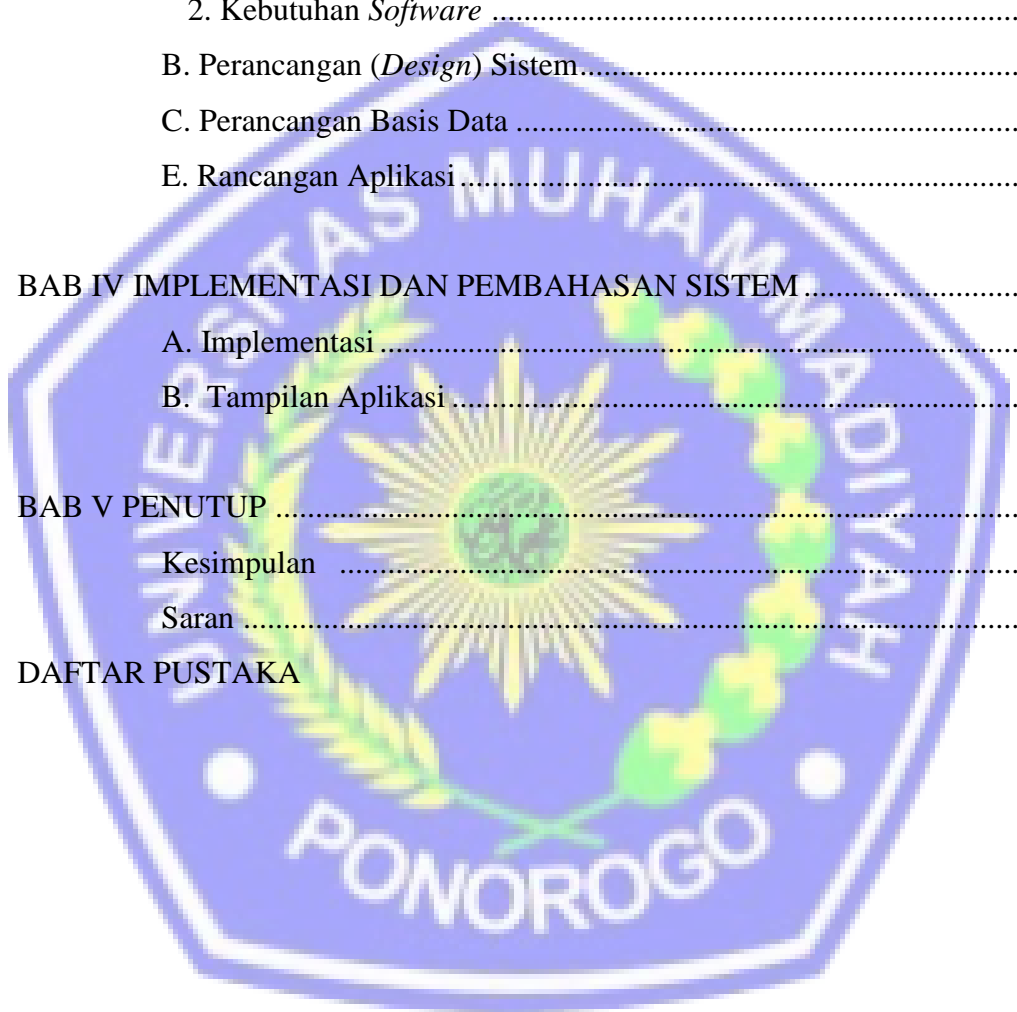 2. Kebutuhan Software ............................................................
B. Perancangan (Design) Sistem............................................................
C. Perancangan Basis Data ............................................................
E. Rancangan Aplikasi............................................................
BAB IV IMPLEMENTASI DAN PEMBAHASAN SISTEM ...........................
A. Implementasi ............................................................
B.  Tampilan Aplikasi ............................................................
BAB V PENUTUP ............................................................
Kesimpulan ............................................................
Saran ............................................................
DAFTAR PUSTAKA
UNIVERSITAS MUHAMMADIYAH
PONOROGO